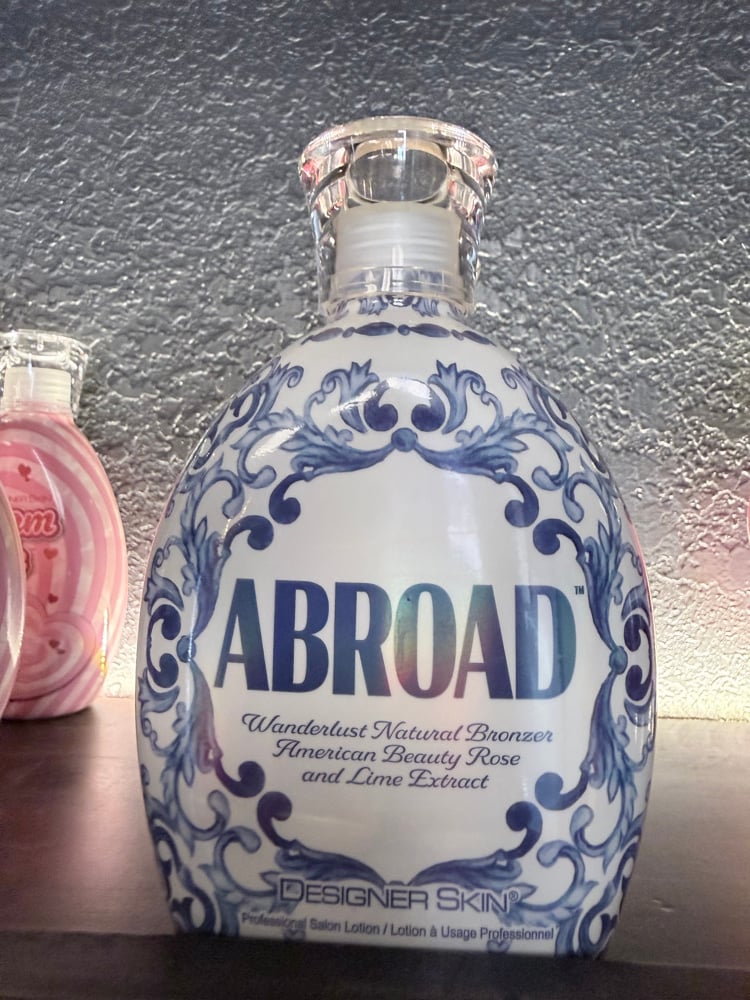 ABROAD™
Wanderlust Natural Bronzer
American Beauty Rose
and Lime Extract
DESIGNER SKIN®
Professional Salon Lotion / Lotion à Usage Professionnel